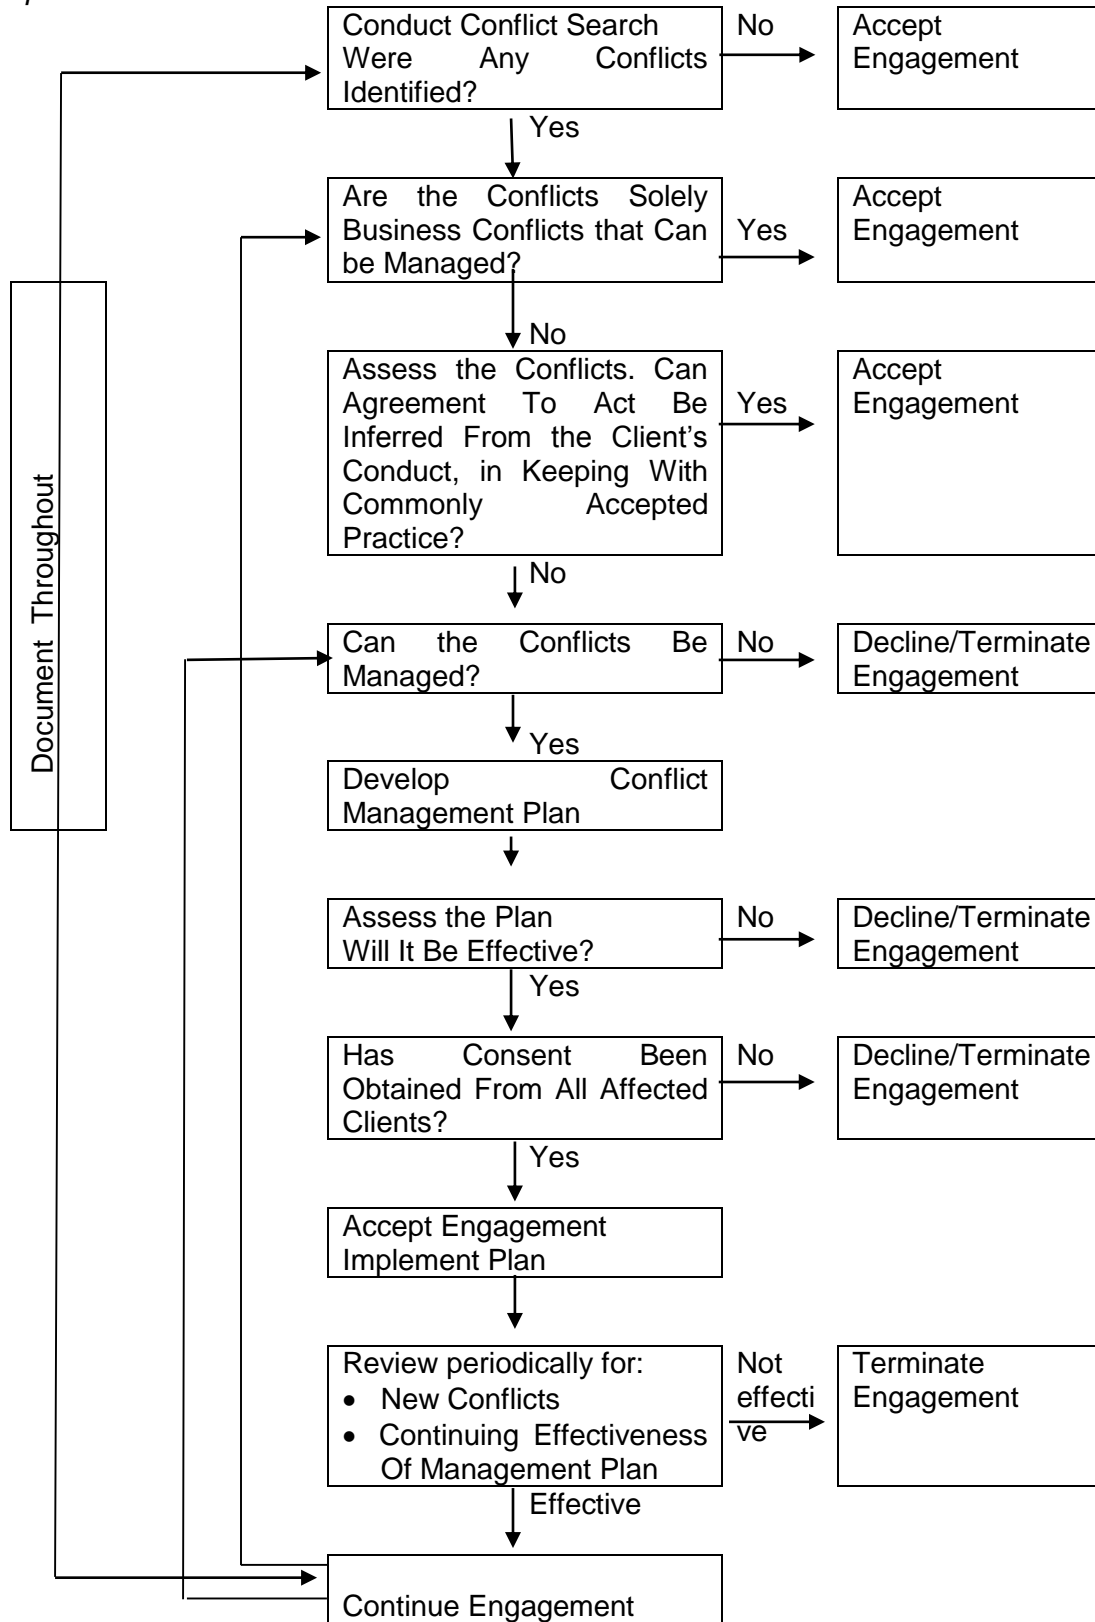 Conduct Conflict Search
Were Any Conflicts
Identified?
No
Accept
Engagement
Yes
Are the Conflicts Solely
Business Conflicts that Can
be Managed?
Yes
Accept
Engagement
No
Assess the Conflicts. Can
Agreement To Act Be
Inferred From the Client's
Conduct, in Keeping With
Commonly Accepted
Practice?
Yes
Accept
Engagement
Document Throughout
No
Can the Conflicts Be
Managed?
No
Decline/Terminate
Engagement
Yes
Develop Conflict
Management Plan
Assess the Plan
Will It Be Effective?
No
Decline/Terminate
Engagement
Yes
Has Consent Been
Obtained From All Affected
Clients?
No
Decline/Terminate
Engagement
Yes
Accept Engagement
Implement Plan
Review periodically for:
• New Conflicts
• Continuing Effectiveness
Of Management Plan
Not
effecti
ve
Terminate
Engagement
Effective
Continue Engagement